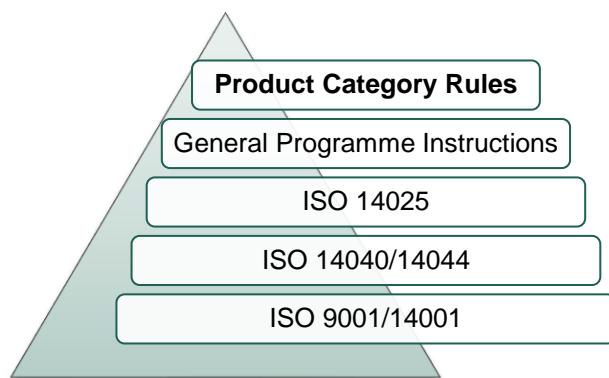 Product Category Rules
General Programme Instructions
ISO 14025
ISO 14040/14044
ISO 9001/14001